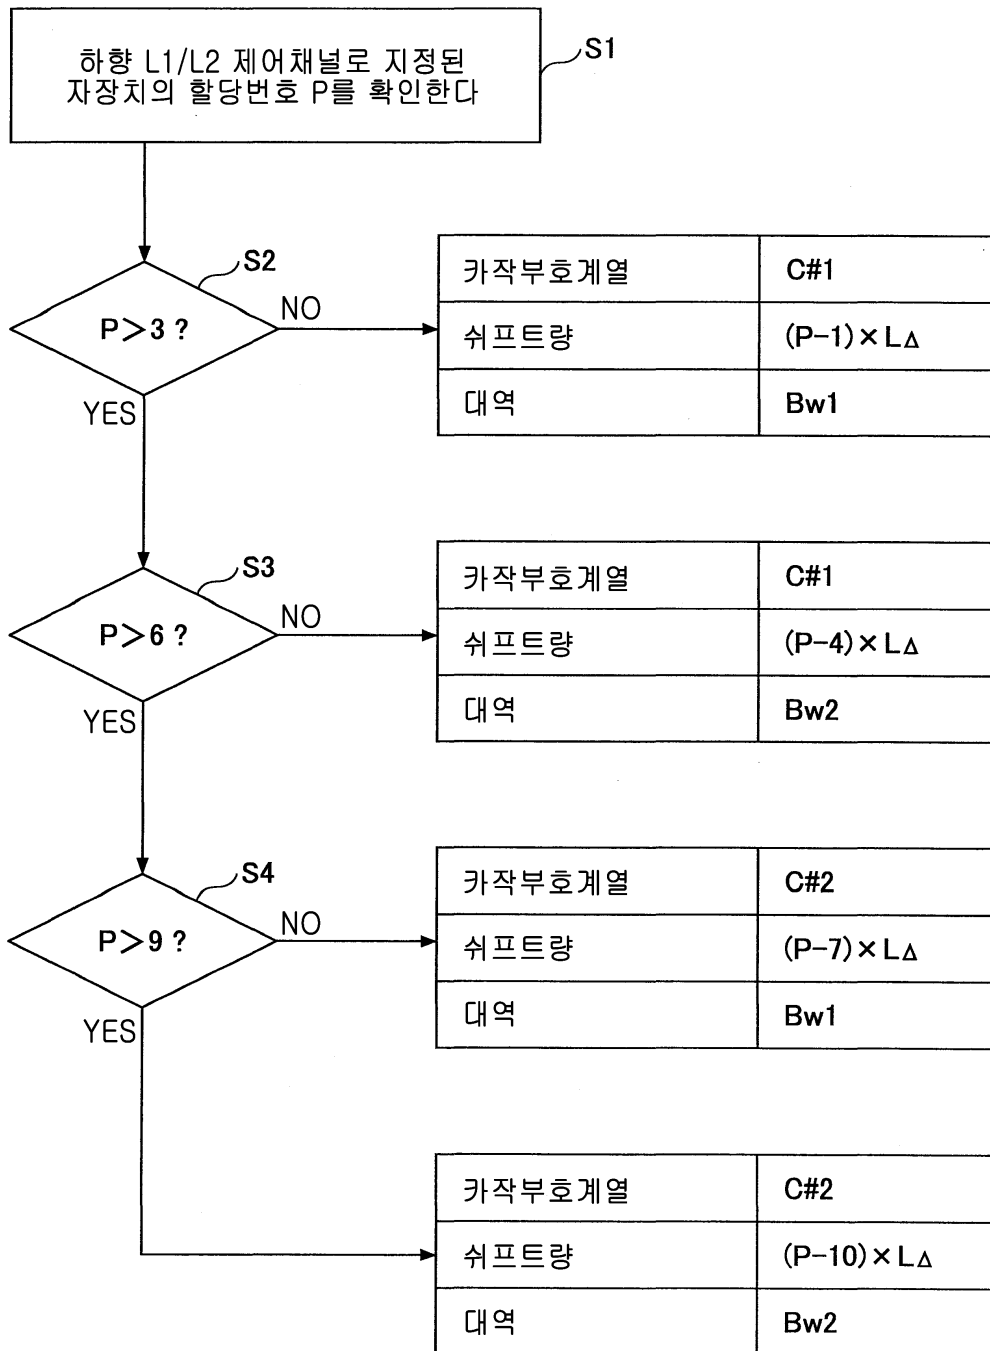 하향 L1/L2 제어채널로 지정된
자장치의 할당번호 P를 확인한다
S1
S2
P>3 ?
NO
YES
카작부호계열 C#1
쉬프트량 (P-1)×L△
대역 Bw1
S3
P>6 ?
NO
YES
카작부호계열 C#1
쉬프트량 (P-4)×L△
대역 Bw2
S4
P>9 ?
NO
YES
카작부호계열 C#2
쉬프트량 (P-7)×L△
대역 Bw1
카작부호계열 C#2
쉬프트량 (P-10)×L△
대역 Bw2